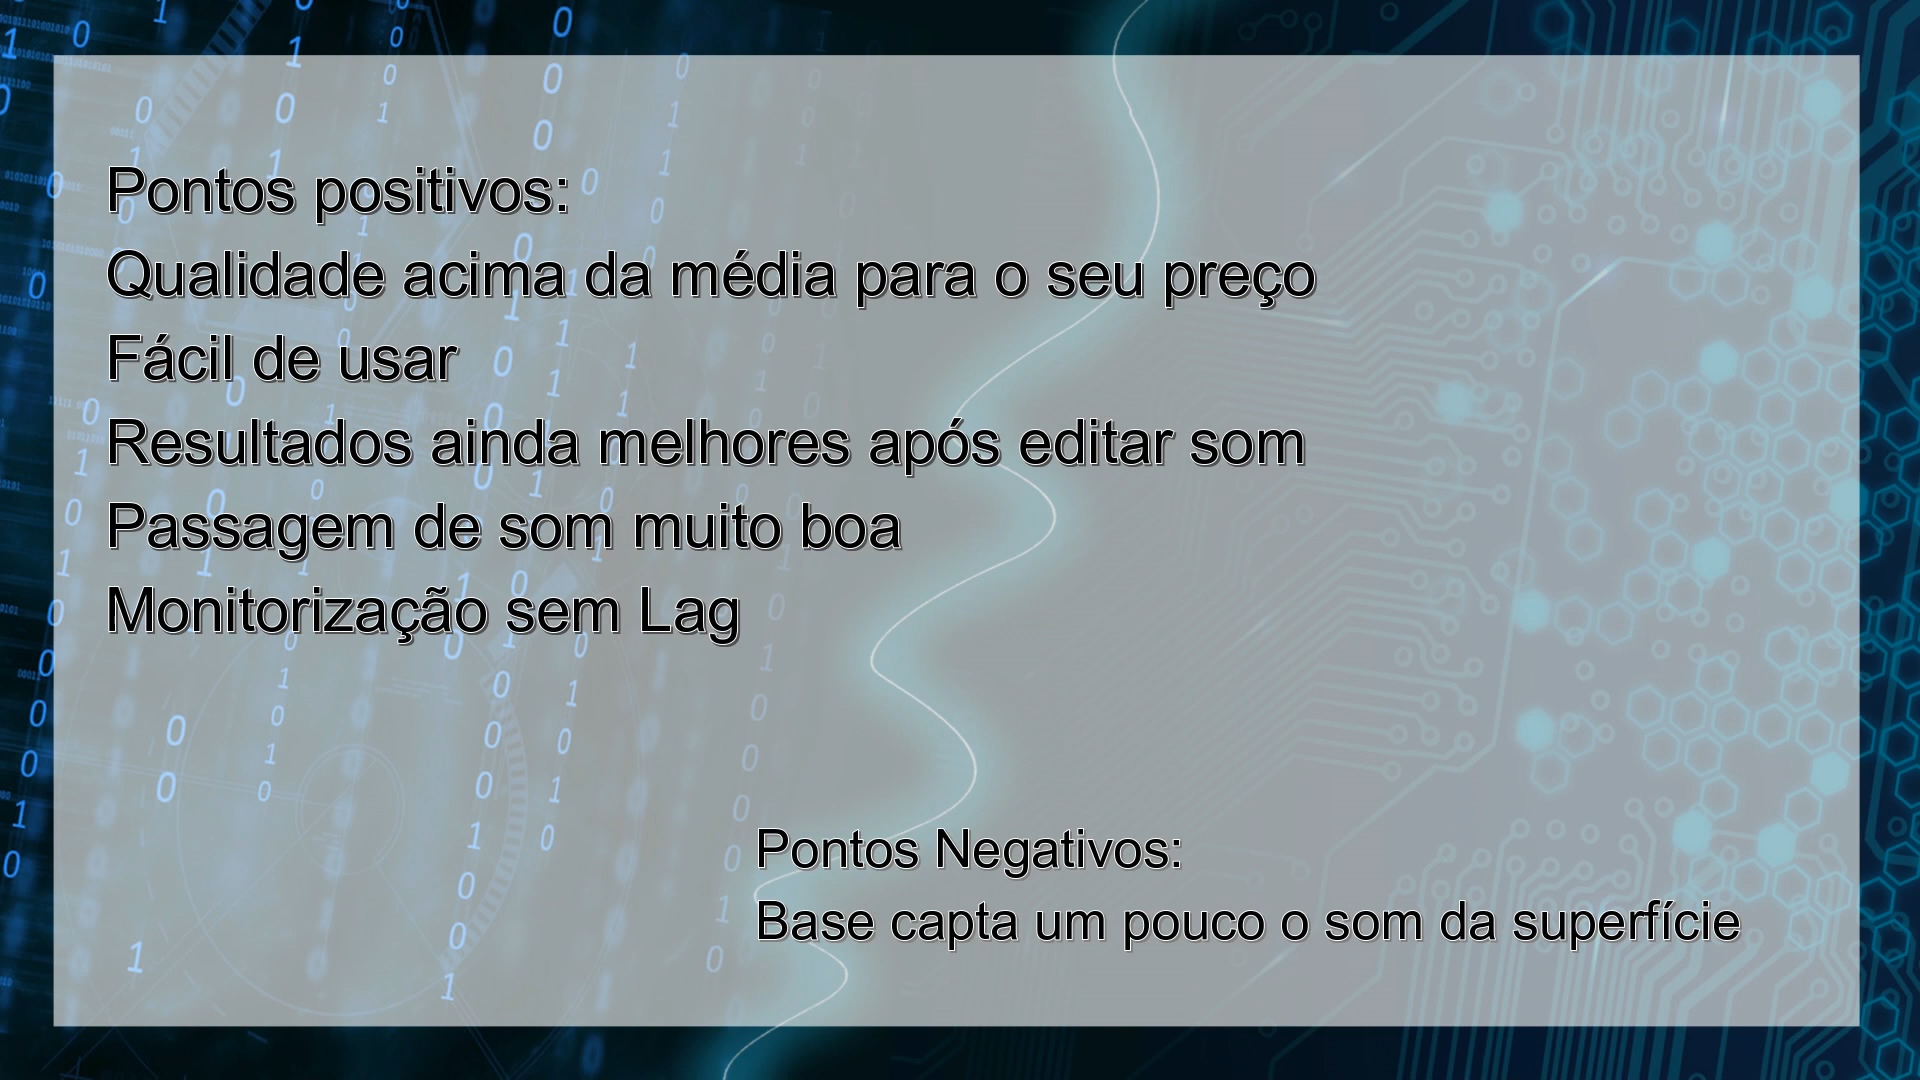 Pontos positivos:
Qualidade acima da média para o seu preço
Fácil de usar
Resultados ainda melhores após editar som
Passagem de som muito boa
Monitorização sem Lag
Pontos Negativos:
Base capta um pouco o som da superfície